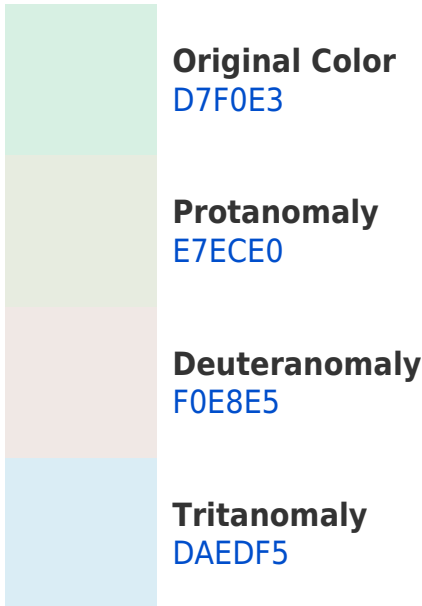 Original Color
D7F0E3
Protanomaly
E7ECE0
Deuteranomaly
F0E8E5
Tritanomaly
DAEDF5